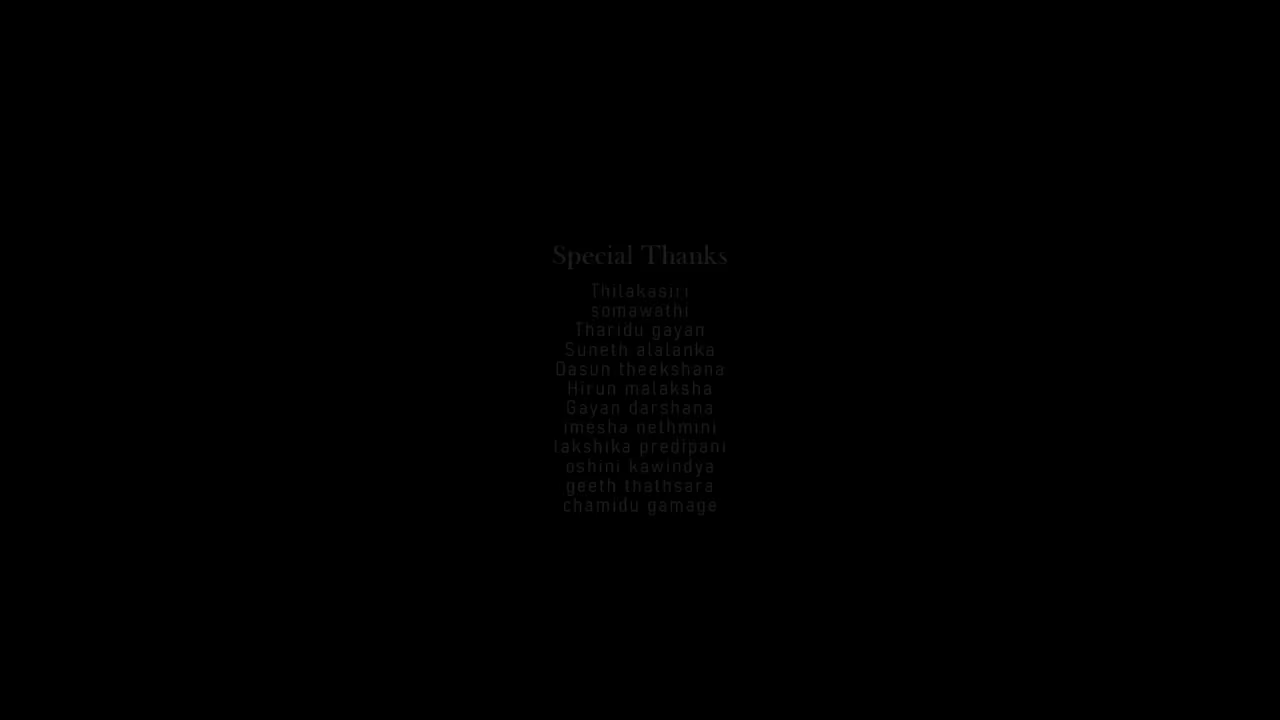 Special Thanks
Thilakasiri
somawathi
Tharidu gayan
Suneth alalanka
Dasun theekshana
Hirun malaksha
Gayan darshana
imesha nethmini
lakshika predipani
oshini kawindya
geeth thathsara
chamidu gamage